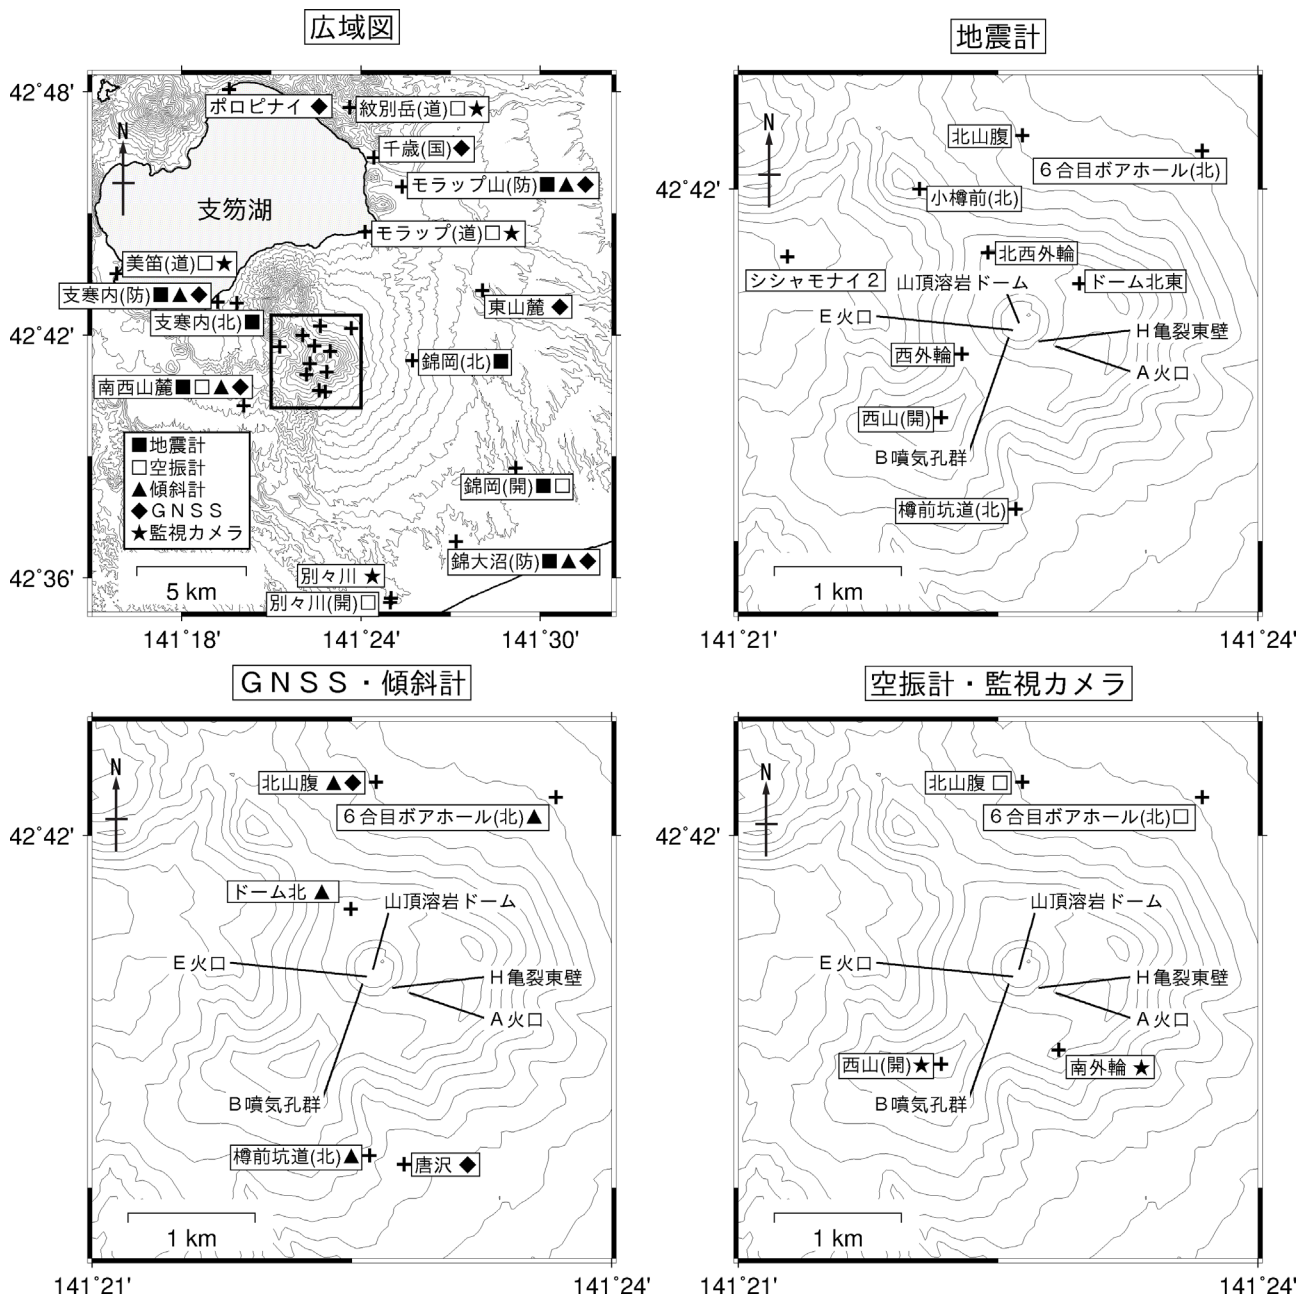 広域図
42°48'
42°42'
42°36'
141°18'
141°24'
141°30'
N
支笏湖
ポロピナイ◆
紋別岳(道)□★
千歳(国)◆
モラップ山(防)■▲◆
モラップ(道)□★
美笛(道)□★
支寒内(防)■▲◆
支寒内(北)■
東山麓◆
錦岡(北)■
南西山麓■□▲◆
■地震計
□空振計
▲傾斜計
◆ＧＮＳＳ
★監視カメラ
錦岡(開)■□
錦大沼(防)■▲◆
別々川★
別々川(開)□
5 km
地震計
42°42'
141°21'
141°24'
N
北山腹
６合目ボアホール(北)
小樽前(北)
北西外輪
シシャモナイ２
山頂溶岩ドーム
ドーム北東
Ｅ火口
Ｈ亀裂東壁
西外輪
Ａ火口
西山(開)
Ｂ噴気孔群
樽前坑道(北)
1 km
ＧＮＳＳ・傾斜計
42°42'
141°21'
141°24'
N
北山腹▲◆
６合目ボアホール(北)▲
ドーム北▲
山頂溶岩ドーム
Ｅ火口
Ｈ亀裂東壁
Ａ火口
Ｂ噴気孔群
樽前坑道(北)▲
唐沢◆
1 km
空振計・監視カメラ
42°42'
141°21'
141°24'
N
北山腹□
６合目ボアホール(北)□
山頂溶岩ドーム
Ｅ火口
Ｈ亀裂東壁
Ａ火口
西山(開)★
南外輪★
Ｂ噴気孔群
1 km